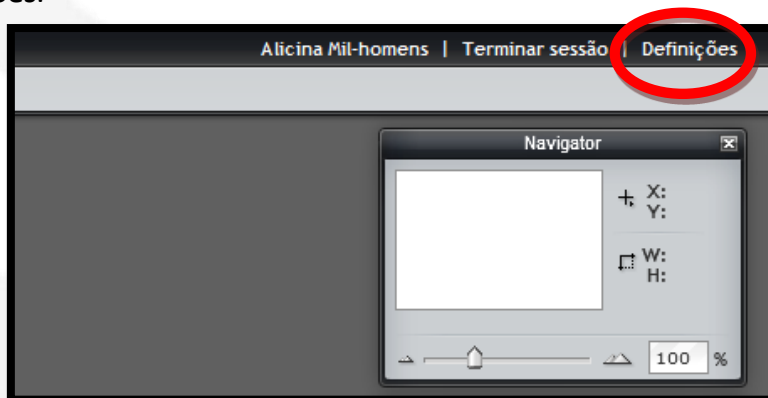 Alicina Mil-homens | Terminar sessão | Definições
Navigator
X:
Y:
W:
H:
100 %